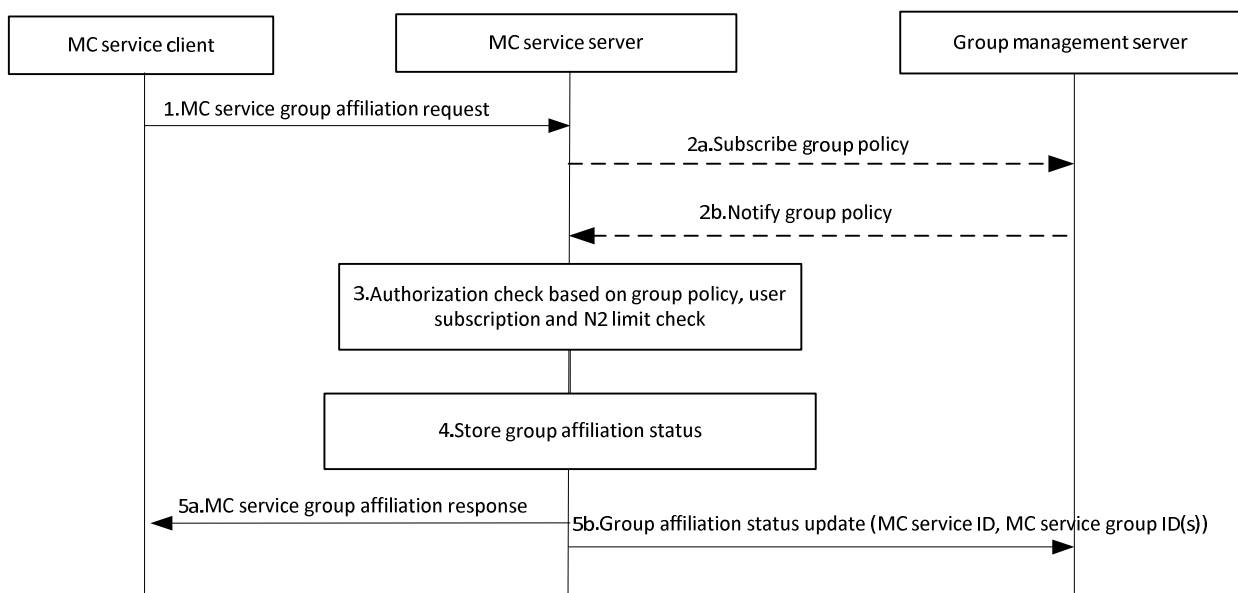 MC service client
MC service server
Group management server
1.MC service group affiliation request
2a.Subscribe group policy
2b.Notify group policy
3.Authorization check based on group policy, user
subscription and N2 limit check
4.Store group affiliation status
5a.MC service group affiliation response
5b.Group affiliation status update (MC service ID, MC service group ID(s))